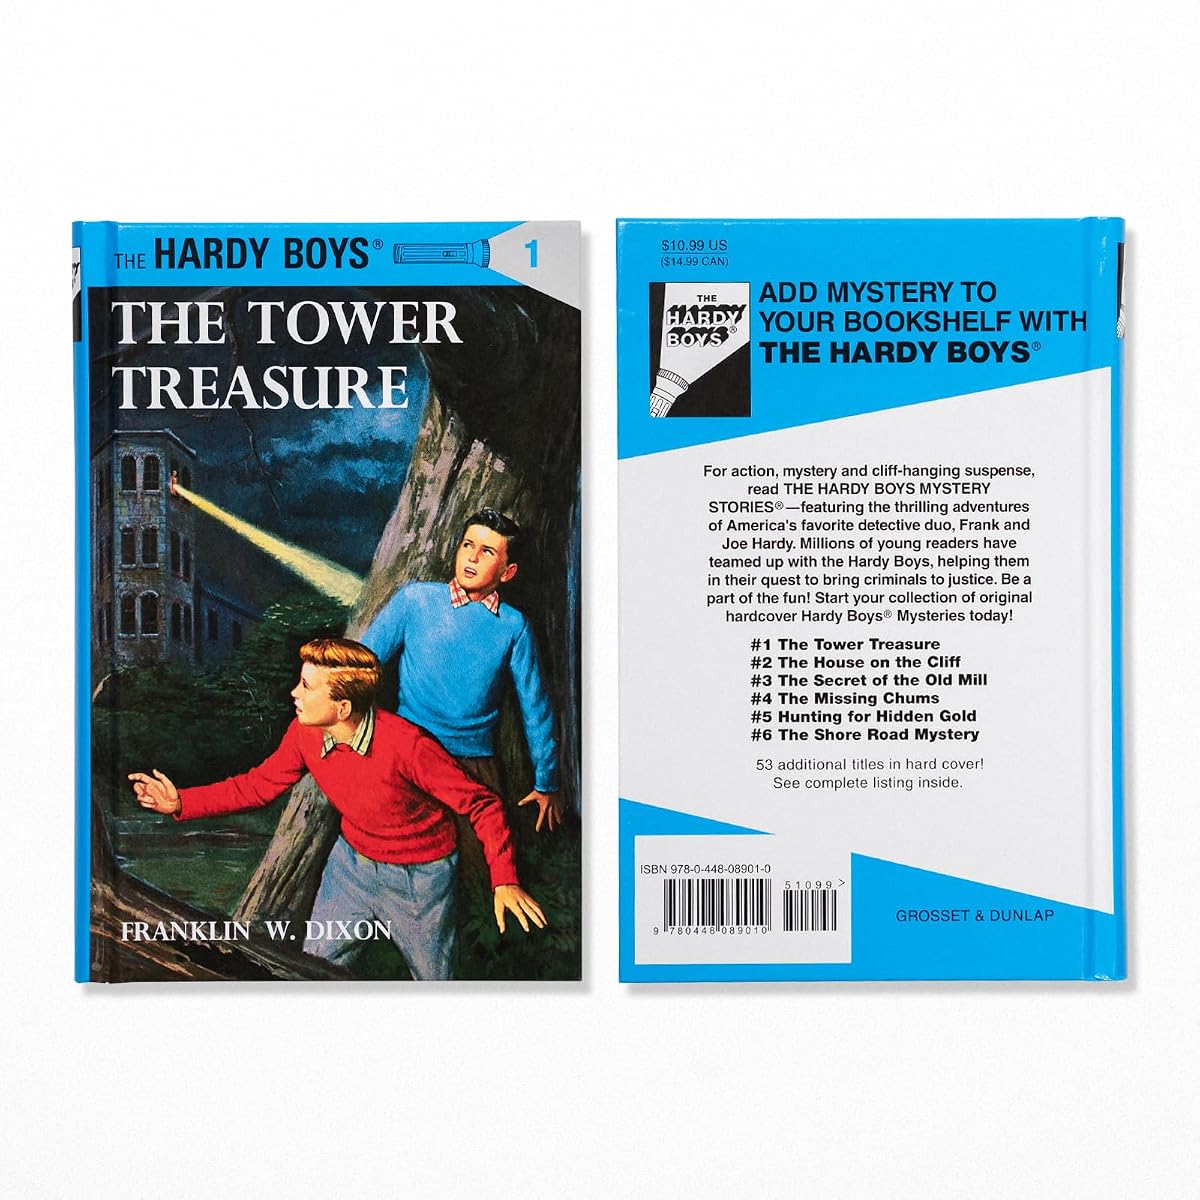 THE HARDY BOYS® 1
THE TOWER
TREASURE
FRANKLIN W. DIXON
$10.99 US
($14.99 CAN)
THE
HARDY
BOYS®
ADD MYSTERY TO
YOUR BOOKSHELF WITH
THE HARDY BOYS®
For action, mystery and cliff-hanging suspense,
read THE HARDY BOYS MYSTERY
STORIES®—featuring the thrilling adventures
of America's favorite detective duo, Frank and
Joe Hardy. Millions of young readers have
teamed up with the Hardy Boys, helping them
in their quest to bring criminals to justice. Be a
part of the fun! Start your collection of original
hardcover Hardy Boys® Mysteries today!
#1 The Tower Treasure
#2 The House on the Cliff
#3 The Secret of the Old Mill
#4 The Missing Chums
#5 Hunting for Hidden Gold
#6 The Shore Road Mystery
53 additional titles in hard cover!
See complete listing inside.
ISBN 978-0-448-08901-0
51099>
9 780448 089010
GROSSET & DUNLAP